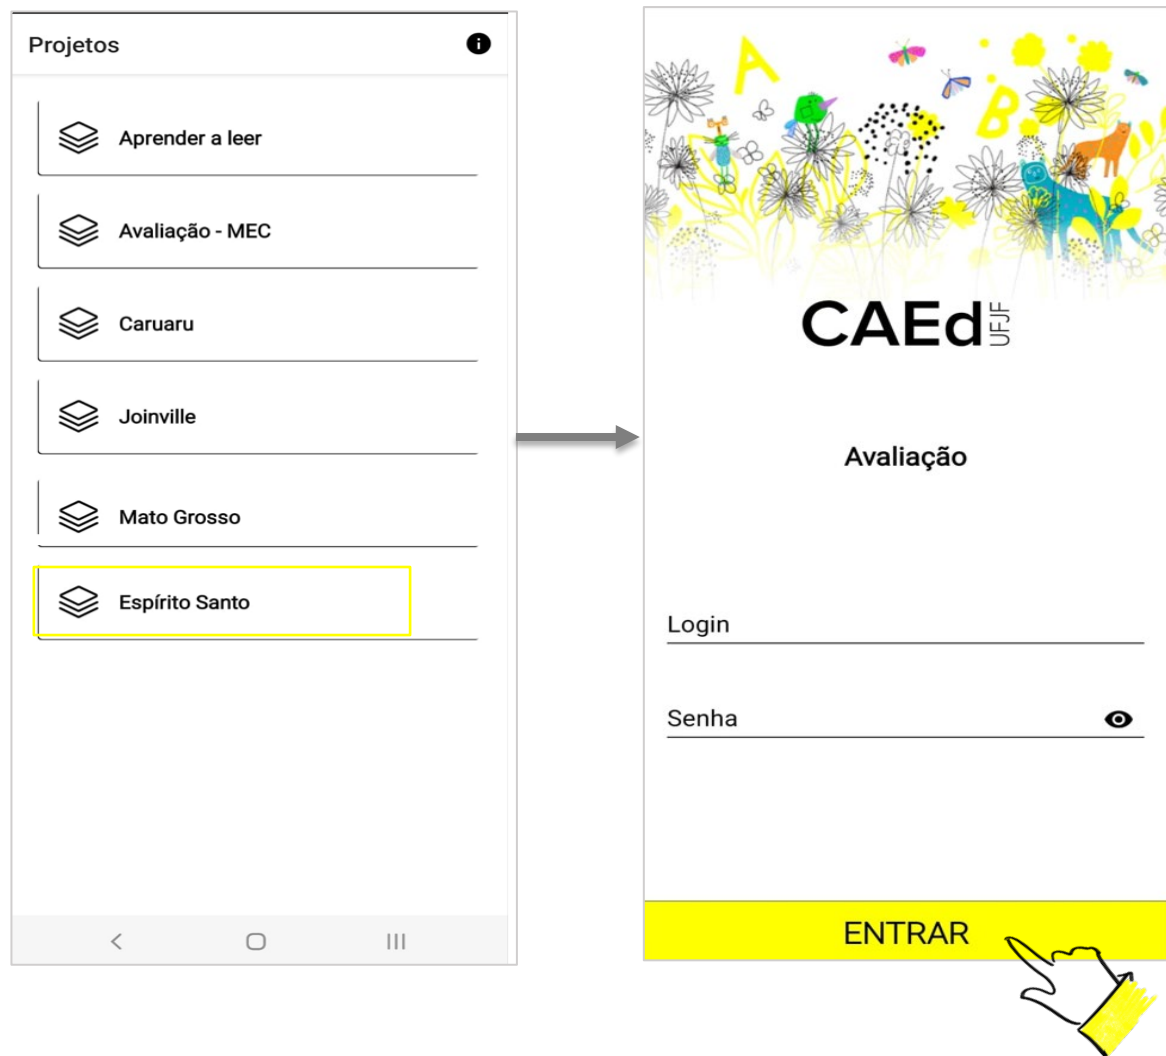 Projetos
Aprender a leer
Avaliação - MEC
Caruaru
Joinville
Mato Grosso
Espírito Santo
A
B
CAEd UFJF
Avaliação
Login
Senha
ENTRAR